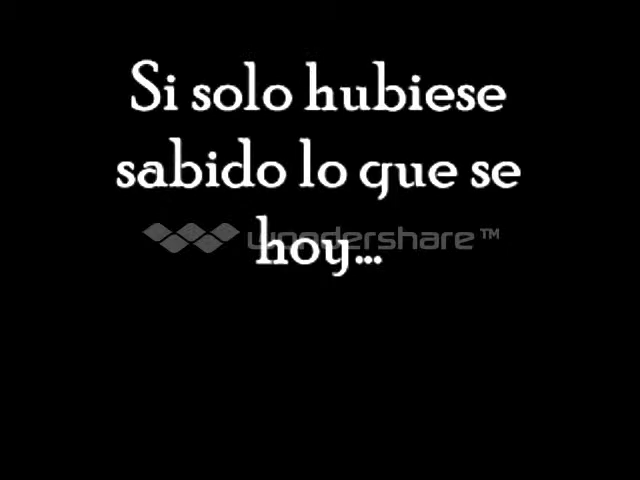 Si solo hubiese
sabido lo que se
wondershare™
hoy...